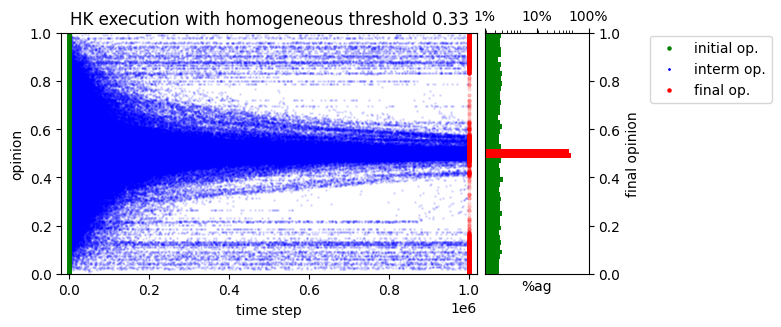 HK execution with homogeneous threshold 0.33
1% 10% 100%
1.0
0.8
0.6
0.4
0.2
0.0
opinion
0.0 0.2 0.4 0.6 0.8 1.0
1e6
time step
%ag
1.0
0.8
0.6
0.4
0.2
0.0
final opinion
initial op.
interm op.
final op.